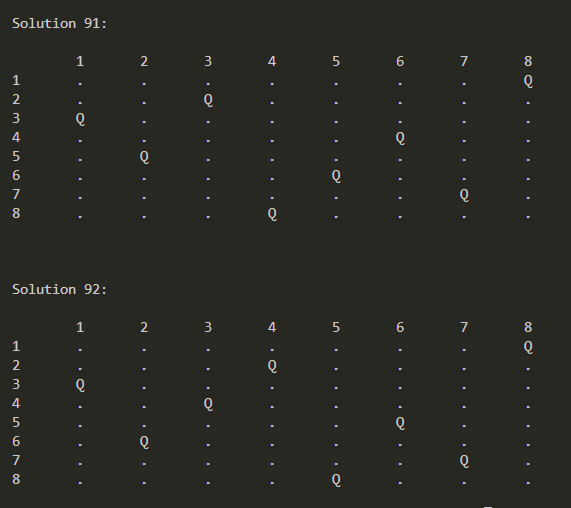 Solution 91:
1 2 3 4 5 6 7 8
1 . . . . . . . Q
2 . . Q . . . . .
3 Q . . . . . . .
4 . . . . . Q . .
5 . Q . . . . . .
6 . . . . Q . . .
7 . . . . . . Q .
8 . . . Q . . . .
Solution 92:
1 2 3 4 5 6 7 8
1 . . . . . . . Q
2 . . . Q . . . .
3 Q . . . . . . .
4 . . Q . . . . .
5 . . . . . Q . .
6 . Q . . . . . .
7 . . . . . . Q .
8 . . . . Q . . .